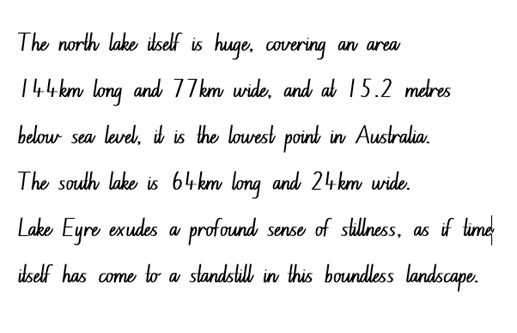 The north lake itself is huge, covering an area
144km long and 77km wide, and at 15.2 metres
below sea level, it is the lowest point in Australia.
The south lake is 64km long and 24km wide.
Lake Eyre exudes a profound sense of stillness, as if time
itself has come to a standstill in this boundless landscape.